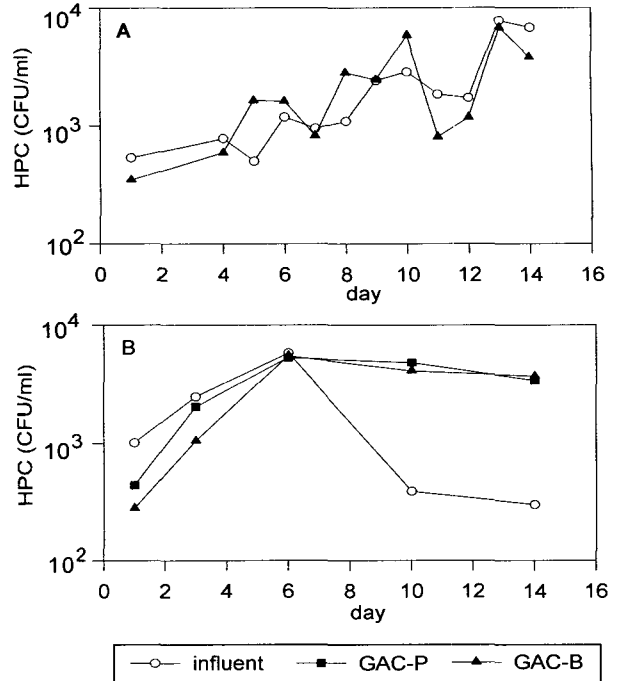 A
HPC (CFU/ml)
10⁴
10³
10²
0 2 4 6 8 10 12 14 16
day
B
HPC (CFU/ml)
10⁴
10³
10²
0 2 4 6 8 10 12 14 16
day
influent GAC-P GAC-B